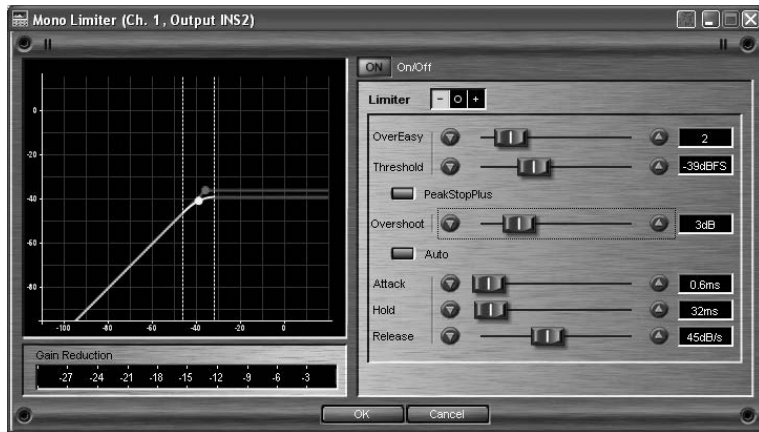 Mono Limiter (Ch. 1, Output INS2)
ON On/Off
Limiter - O +
OverEasy 2
Threshold -39dBFS
PeakStopPlus
Overshoot 3dB
Auto
Attack 0.6ms
Hold 32ms
Release 45dB/s
0
-20
-40
-60
-80
-100 -80 -60 -40 -20 0
Gain Reduction
-27 -24 -21 -18 -15 -12 -9 -6 -3
OK Cancel